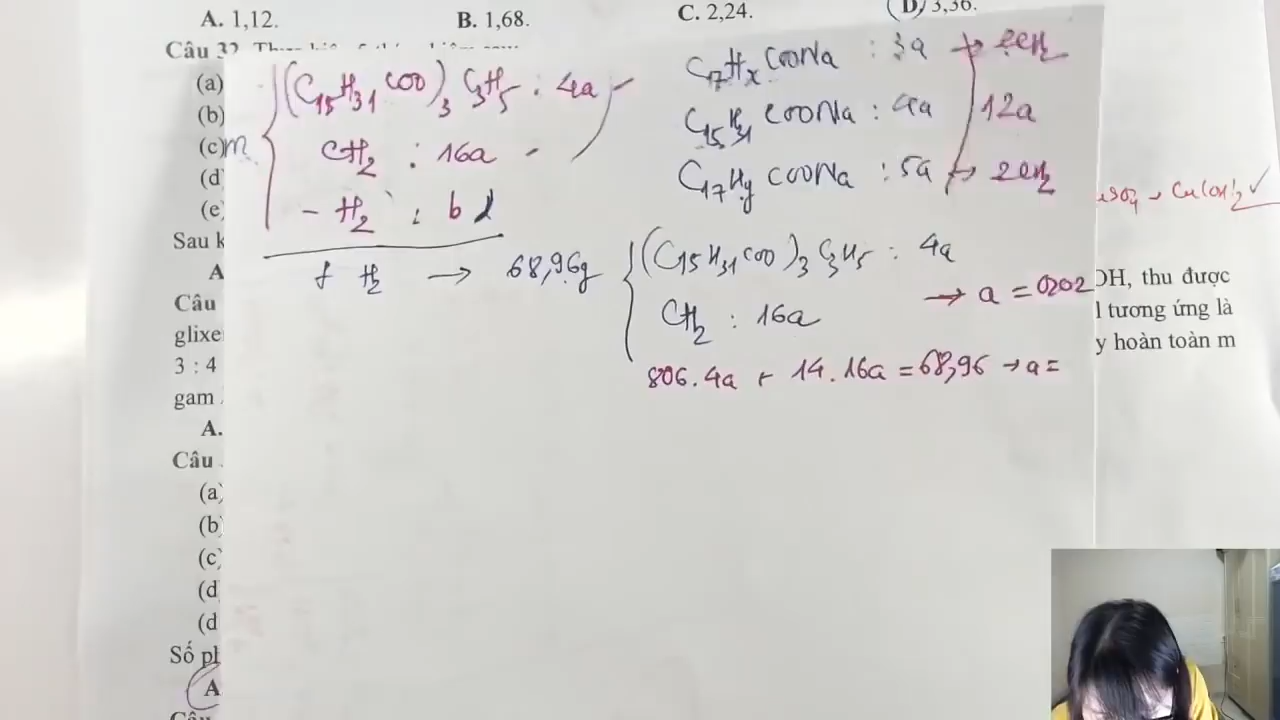 A. 1,12. B. 1,68. C. 2,24. D. 3,36.
Câu 32
(a)
(b)
(c)
(d
(e)
Sau k
A
Câu
glixe
3 : 4
gam
A.
Câu
(a)
(b)
(c)
(d
(d
Số ph
A
m
(C15H31COO)3C3H5 : 4a
CH2 : 16a
- H2 : b
+ H2 → 68,96g
C17HxCOONa : 3a → 2CH2
C15H31COONa : 4a
12a
C17HyCOONa : 5a → 2CH2
(C15H31COO)3C3H5 : 4a
CH2 : 16a
→ a = 0,02
806.4a + 14.16a = 68,96 → a =
Cu(OH)2 ✓
OH, thu được
l tương ứng là
y hoàn toàn m